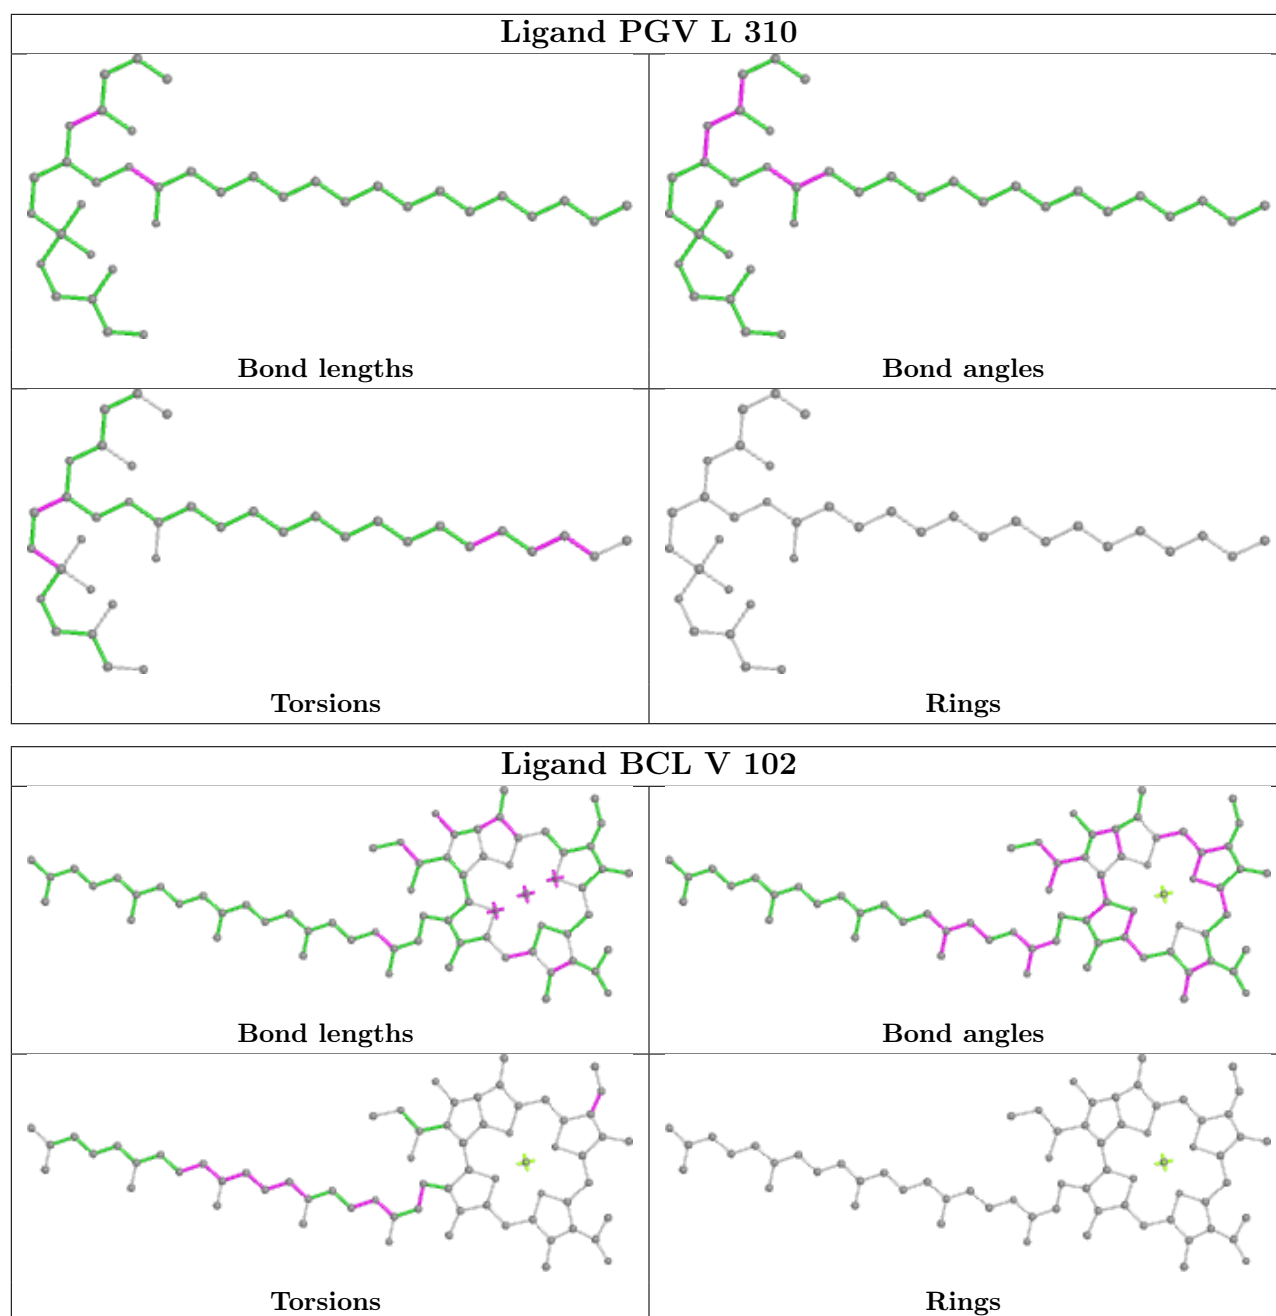 Ligand PGV L 310
Bond lengths
Bond angles
Torsions
Rings
Ligand BCL V 102
Bond lengths
Bond angles
Torsions
Rings